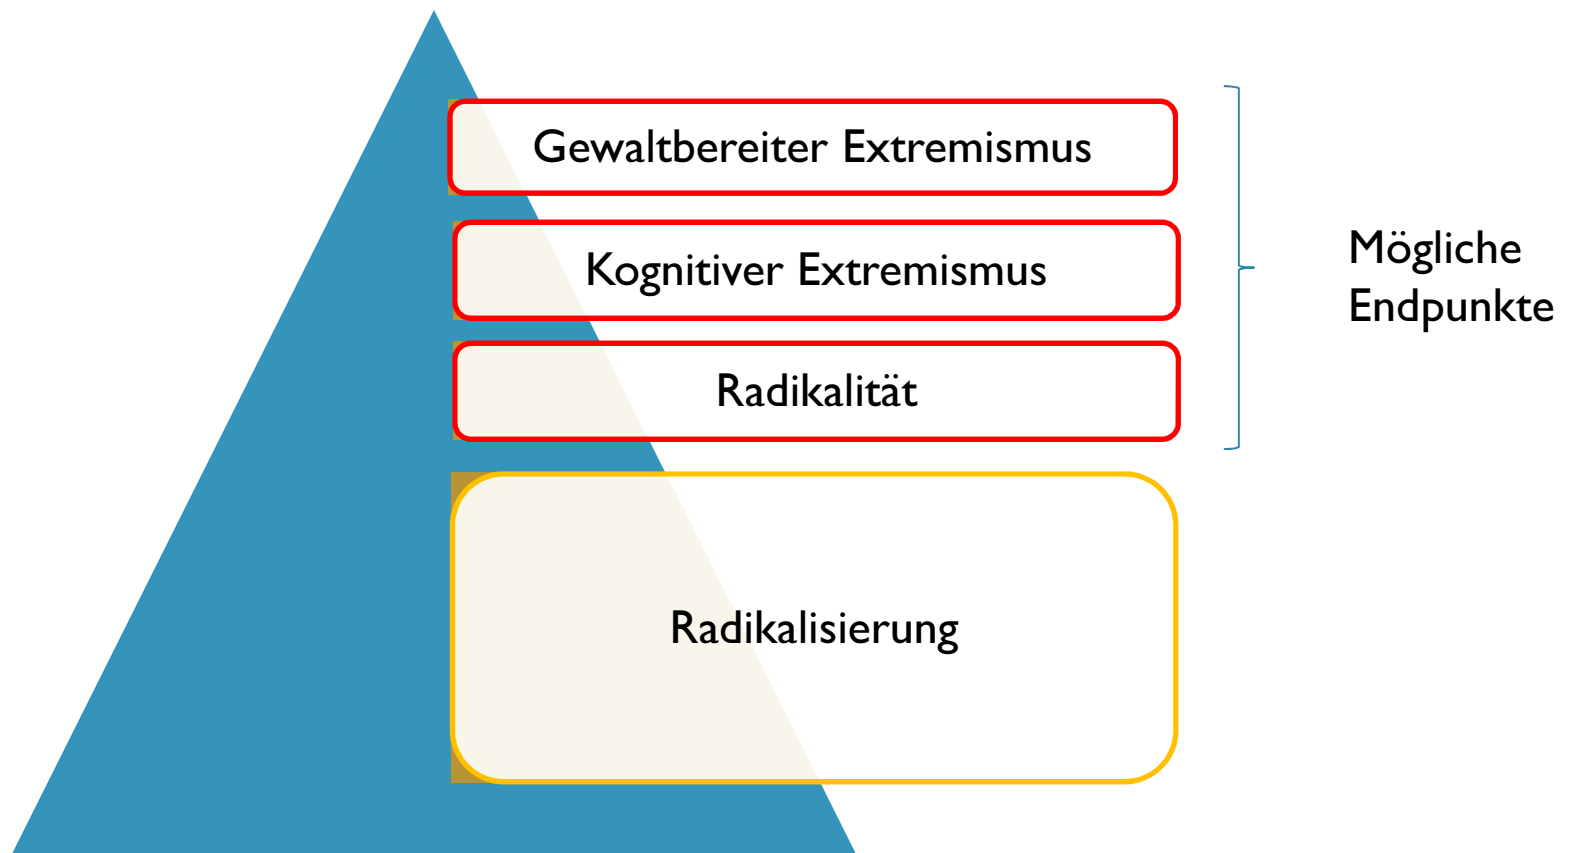 Gewaltbereiter Extremismus
Kognitiver Extremismus
Radikalität
Radikalisierung
Mögliche
Endpunkte